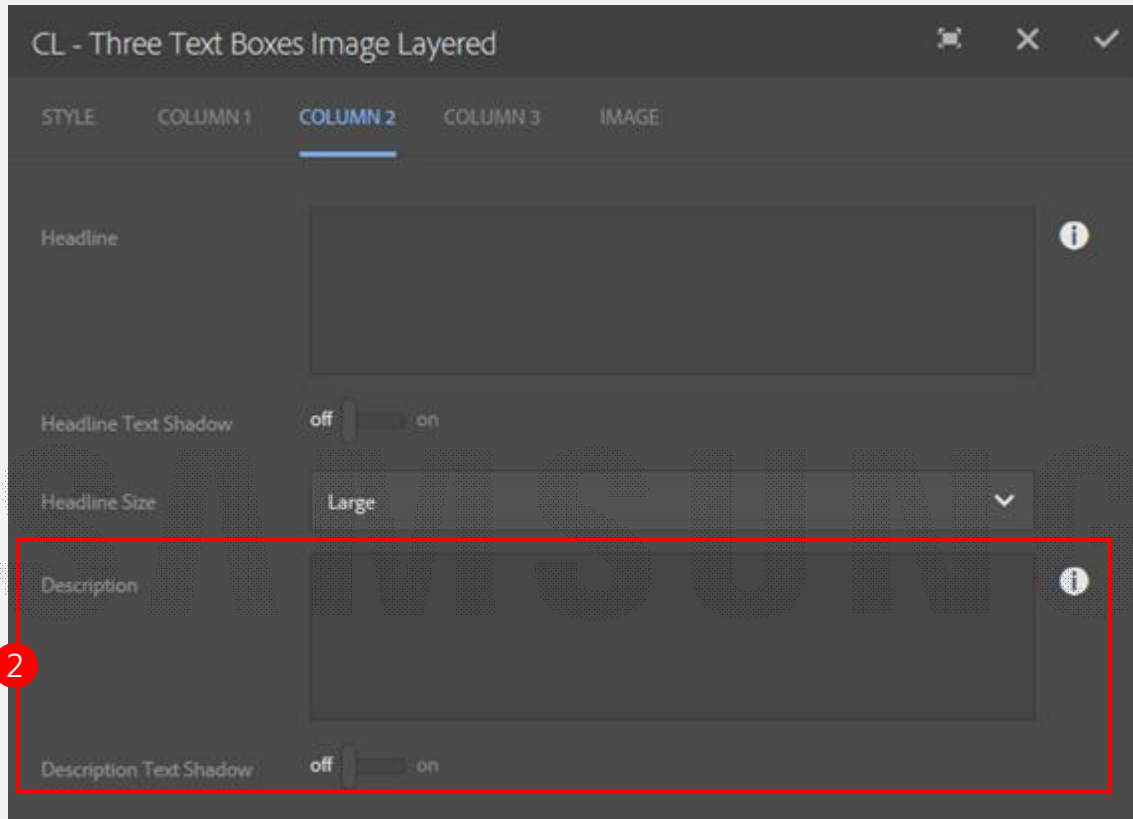 CL - Three Text Boxes Image Layered
STYLE COLUMN 1 COLUMN 2 COLUMN 3 IMAGE
Headline
Headline Text Shadow off on
Headline Size Large
SAMSUNG
Description
2
Description Text Shadow off on